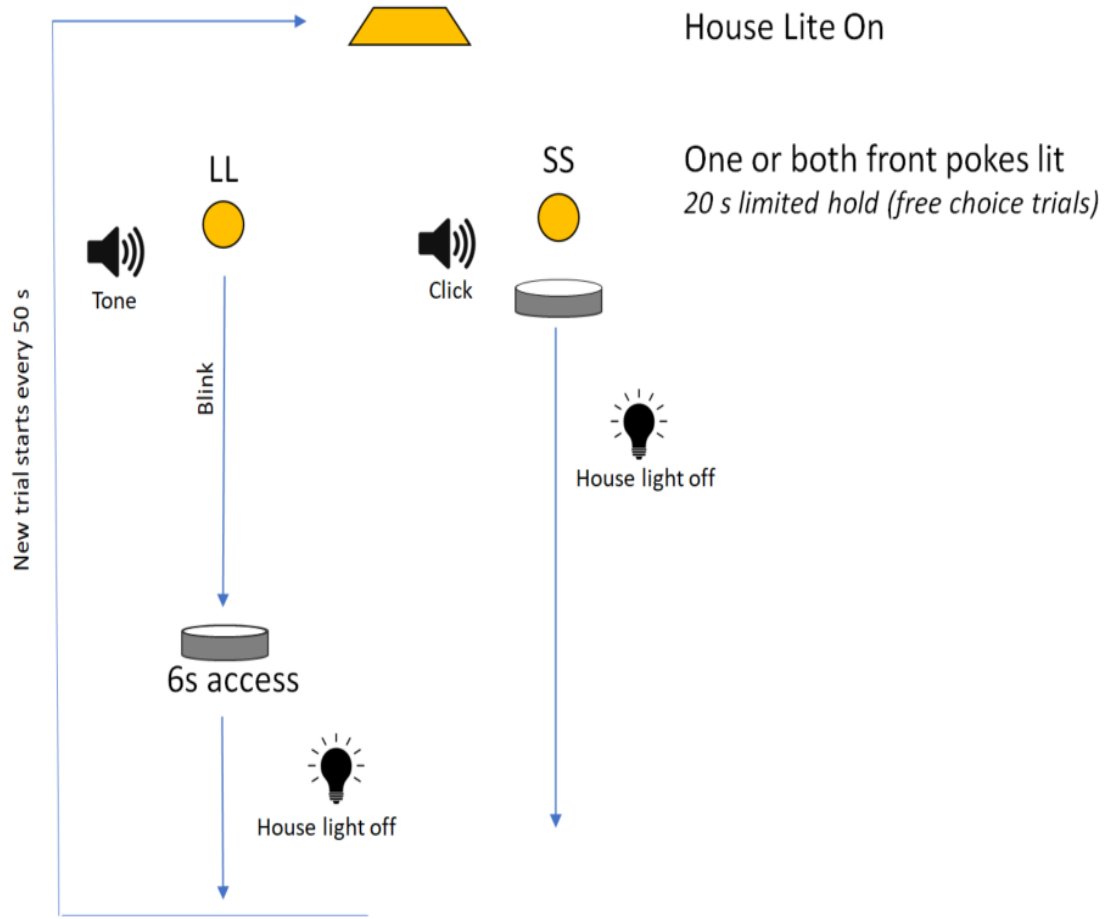 House Lite On
LL
SS
One or both front pokes lit
20 s limited hold (free choice trials)
Tone
Click
New trial starts every 50 s
Blink
House light off
6s access
House light off